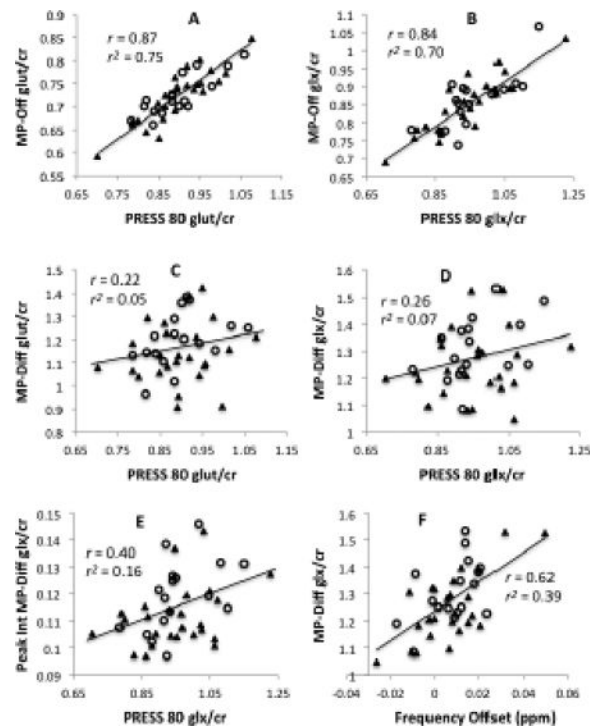 A
r = 0.87
r² = 0.75
MP-Off glut/cr
0.9
0.85
0.8
0.75
0.7
0.65
0.6
0.55
0.65 0.75 0.85 0.95 1.05 1.15
PRESS 80 glut/cr
B
r = 0.84
r² = 0.70
MP-Off glx/cr
1.1
1.05
1
0.95
0.9
0.85
0.8
0.75
0.7
0.65
0.65 0.85 1.05 1.25
PRESS 80 glx/cr
C
r = 0.22
r² = 0.05
MP-Diff glut/cr
1.5
1.4
1.3
1.2
1.1
1
0.9
0.8
0.65 0.75 0.85 0.95 1.05 1.15
PRESS 80 glut/cr
D
r = 0.26
r² = 0.07
MP-Diff glx/cr
1.6
1.5
1.4
1.3
1.2
1.1
1
0.65 0.85 1.05 1.25
PRESS 80 glx/cr
E
r = 0.40
r² = 0.16
Peak Int MP-Diff glx/cr
0.15
0.14
0.13
0.12
0.11
0.1
0.09
0.65 0.85 1.05 1.25
PRESS 80 glx/cr
F
r = 0.62
r² = 0.39
MP-Diff glx/cr
1.6
1.5
1.4
1.3
1.2
1.1
1
-0.04 -0.02 0 0.02 0.04 0.06
Frequency Offset (ppm)